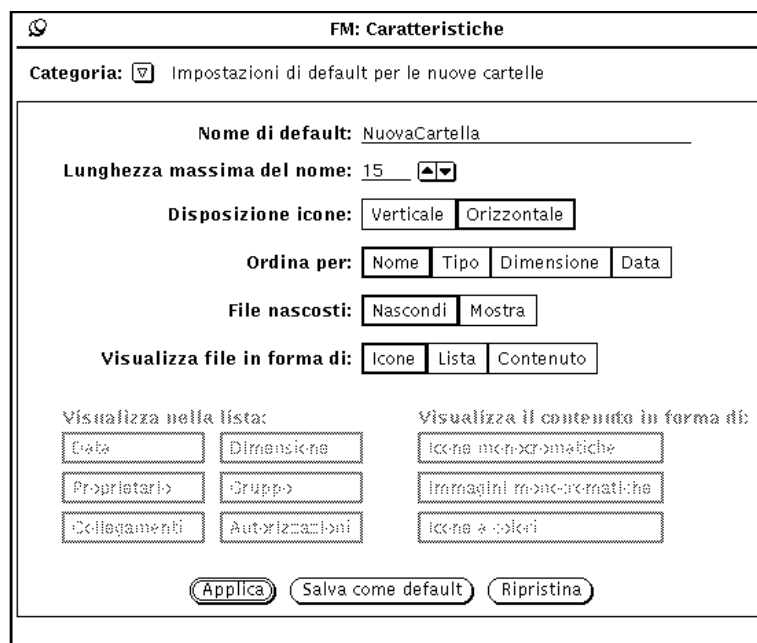 FM: Caratteristiche
Categoria: Impostazioni di default per le nuove cartelle
Nome di default: NuovaCartella
Lunghezza massima del nome: 15
Disposizione icone: Verticale Orizzontale
Ordina per: Nome Tipo Dimensione Data
File nascosti: Nascondi Mostra
Visualizza file in forma di: Icone Lista Contenuto
Visualizza nella lista: Visualizza il contenuto in forma di:
Data Dimensione Icone monocromatiche
Proprietario Gruppo Immagini monocromatiche
Collegamenti Autorizzazioni Icone a colori
Applica Salva come default Ripristina